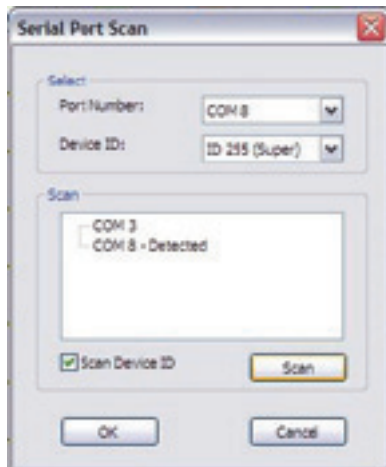 Serial Port Scan
Select
Port Number: COM 8
Device ID: ID 255 (Super)
Scan
COM 3
COM 8 - Detected
Scan Device ID Scan
OK Cancel